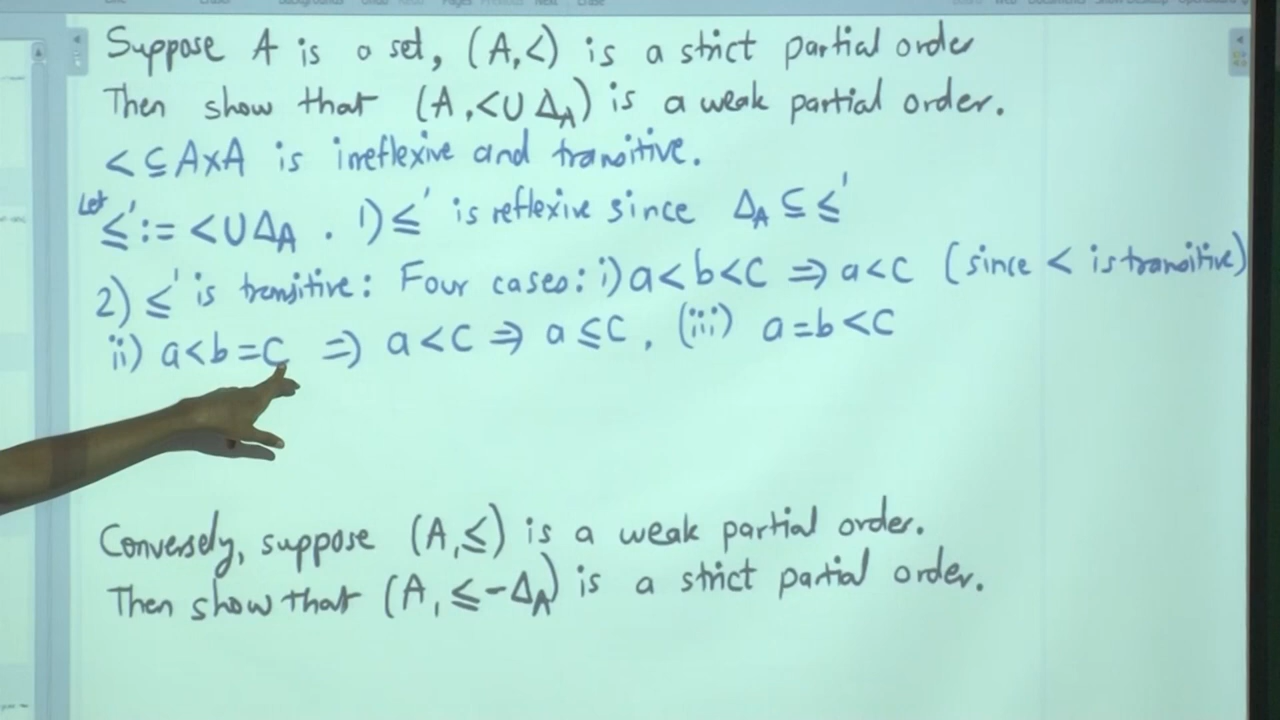 Suppose A is a set, (A,<) is a strict partial order
Then show that (A,<∪Δ_A) is a weak partial order.
< ⊆ A×A is irreflexive and transitive.
Let ≤' := <∪Δ_A . 1) ≤' is reflexive since Δ_A ⊆ ≤'
2) ≤' is transitive: Four cases: i) a<b<c ⇒ a<c (since < is transitive)
ii) a<b=c ⇒ a<c ⇒ a≤c, (iii) a=b<c
Conversely, suppose (A,≤) is a weak partial order.
Then show that (A, ≤-Δ_A) is a strict partial order.